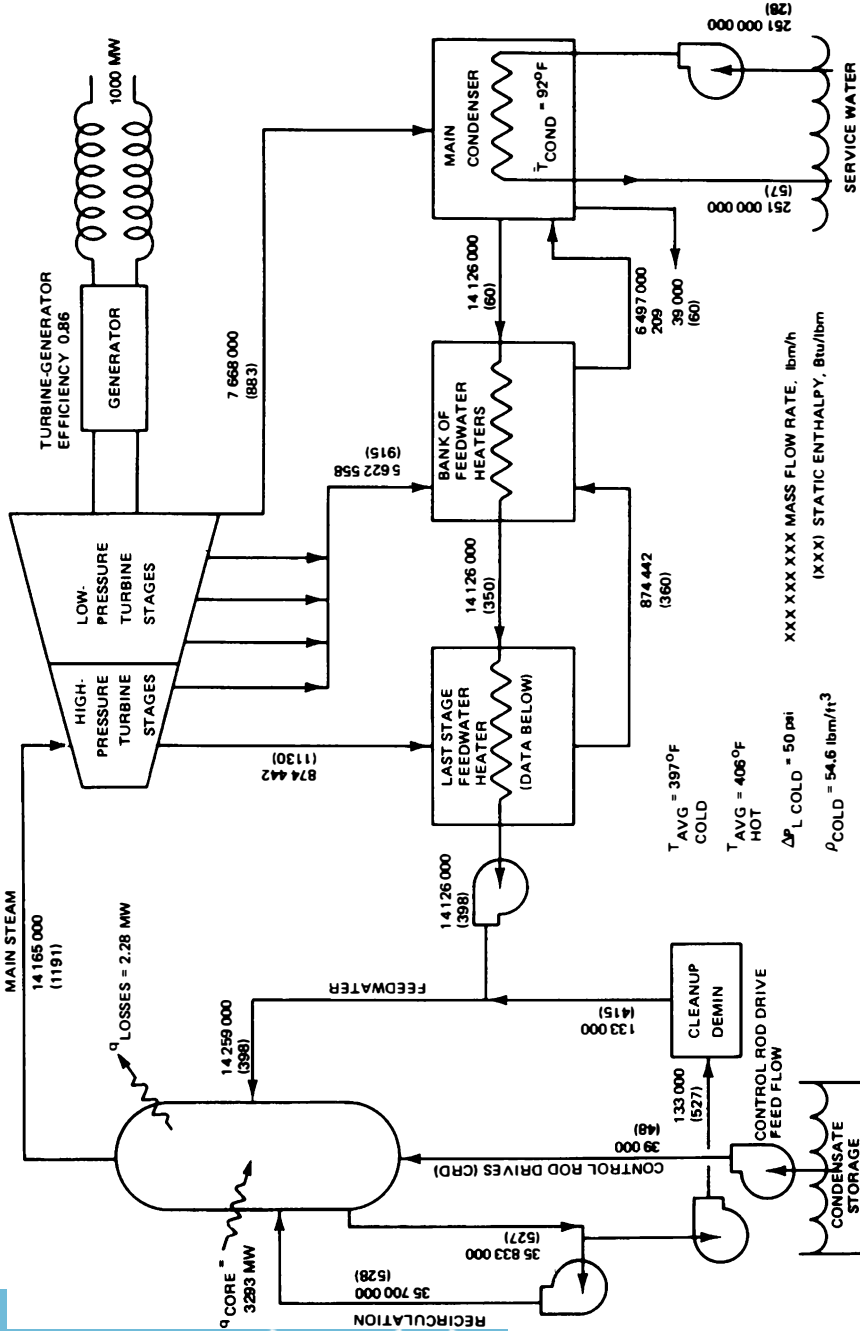 MAIN STEAM
14 165 000
(1191)
q LOSSES = 2.28 MW
q CORE =
3293 MW
HIGH-
PRESSURE
TURBINE
STAGES
LOW-
PRESSURE
TURBINE
STAGES
TURBINE-GENERATOR
EFFICIENCY 0.86
GENERATOR
1000 MW
7 668 000
(883)
874 442
(1130)
5 622 558
(915)
14 259 000
(398)
FEEDWATER
14 126 000
(398)
LAST STAGE
FEEDWATER
HEATER
(DATA BELOW)
14 126 000
(350)
BANK OF
FEEDWATER
HEATERS
14 126 000
(60)
MAIN
CONDENSER
T̄COND = 92°F
874 442
(360)
6 497 000
209
39 000
(60)
251 000 000
(57)
251 000 000
(28)
SERVICE WATER
RECIRCULATION
35 700 000
(528)
35 833 000
(527)
CONTROL ROD DRIVES (CRD)
39 000
(48)
133 000
(527)
CLEANUP
DEMIN
133 000
(415)
CONTROL ROD DRIVE
FEED FLOW
CONDENSATE
STORAGE
T AVG = 397°F
COLD
T AVG = 406°F
HOT
ΔP L COLD = 50 psi
ρ COLD = 54.6 lbm/ft³
XXX XXX XXX MASS FLOW RATE, lbm/h
(XXX) STATIC ENTHALPY, Btu/lbm